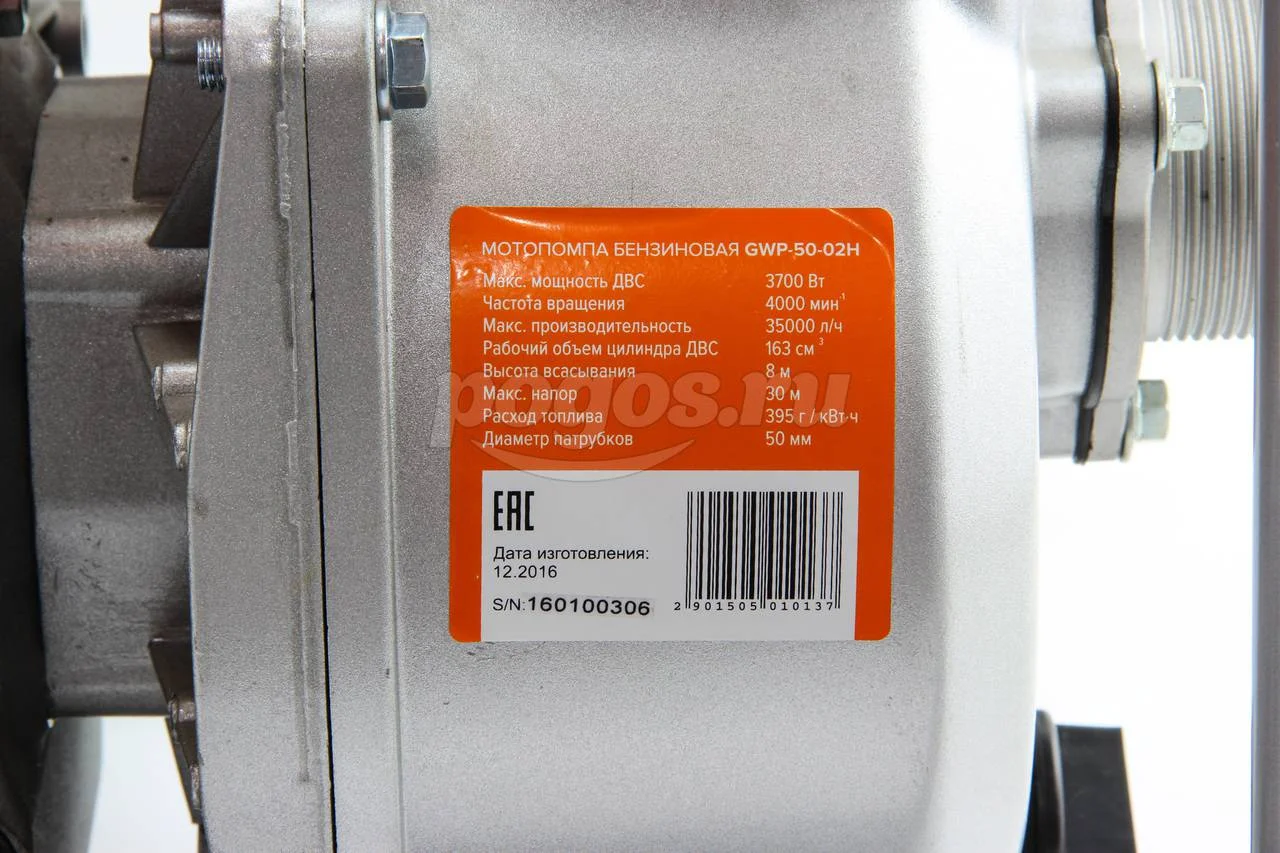 МОТОПОМПА БЕНЗИНОВАЯ GWP-50-02H
Макс. мощность ДВС 3700 Вт
Частота вращения 4000 мин⁻¹
Макс. производительность 35000 л/ч
Рабочий объем цилиндра ДВС 163 см³
Высота всасывания 8 м
Макс. напор 30 м
Расход топлива 395 г / кВт·ч
Диаметр патрубков 50 мм
pogos.ru
EAC
Дата изготовления:
12.2016
S/N: 160100306
2 901505 010137